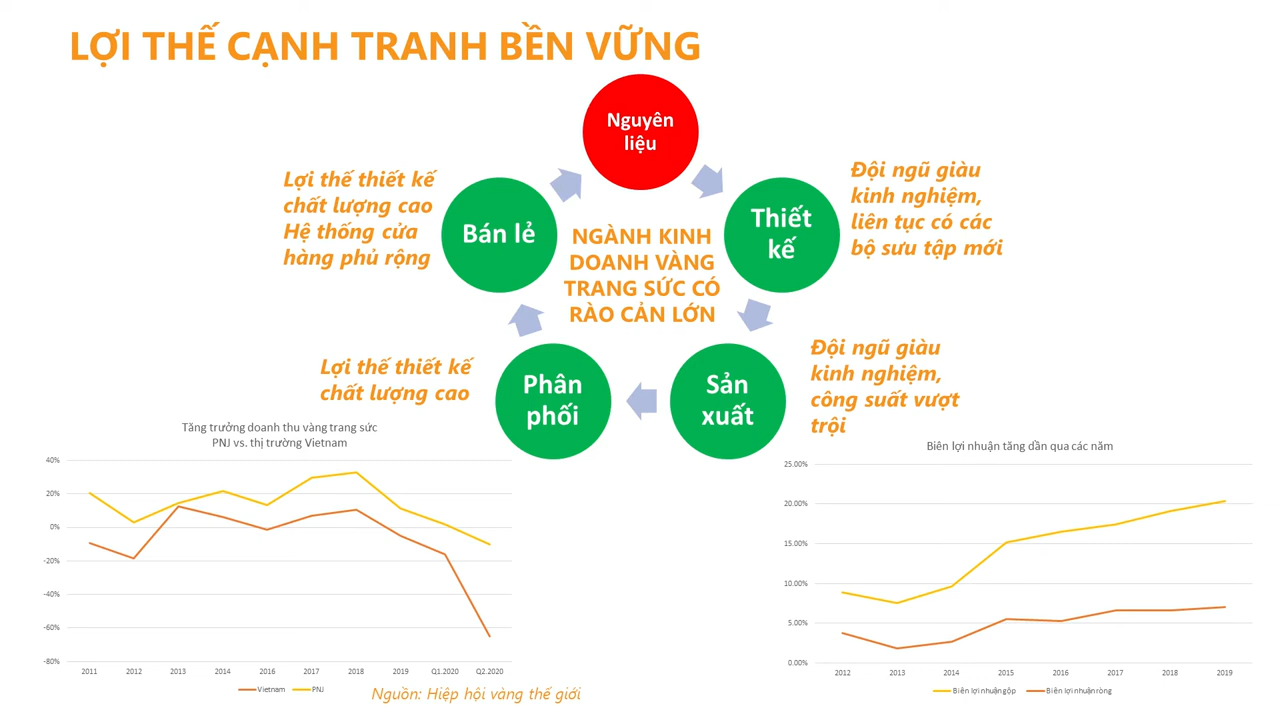 LỢI THẾ CẠNH TRANH BỀN VỮNG
Nguyên
liệu
Lợi thế thiết kế
chất lượng cao
Hệ thống cửa
hàng phủ rộng
Bán lẻ
NGÀNH KINH
DOANH VÀNG
TRANG SỨC CÓ
RÀO CẢN LỚN
Thiết
kế
Đội ngũ giàu
kinh nghiệm,
liên tục có các
bộ sưu tập mới
Lợi thế thiết kế
chất lượng cao
Phân
phối
Sản
xuất
Đội ngũ giàu
kinh nghiệm,
công suất vượt
trội
Tăng trưởng doanh thu vàng trang sức
PNJ vs. thị trường Vietnam
40%
20%
0%
-20%
-40%
-60%
-80%
2011 2012 2013 2014 2016 2017 2018 2019 Q1.2020 Q2.2020
Vietnam PNJ
Nguồn: Hiệp hội vàng thế giới
Biên lợi nhuận tăng dần qua các năm
25.00%
20.00%
15.00%
10.00%
5.00%
0.00%
2012 2013 2014 2015 2016 2017 2018 2019
Biên lợi nhuận gộp Biên lợi nhuận ròng